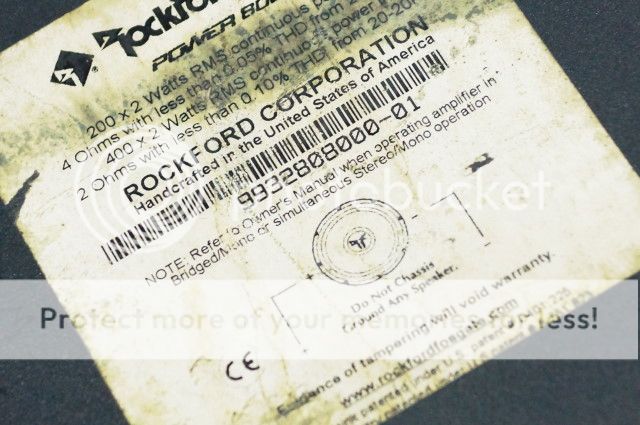 Rockford
POWER
200 x 2 Watts RMS continuous
4 Ohms with less than 0.05% THD from 20
400 x 2 Watts RMS continuous power
2 Ohms with less than 0.10% THD from 20-20
ROCKFORD CORPORATION
Handcrafted in the United States of America
9932808000-01
NOTE: Refer to Owner's Manual when operating amplifier in
Bridged/Mono or simultaneous Stereo/Mono operation
Do Not Chassis
Ground Any Speaker.
photobucket
Protect more of your memories for less!
CE
Evidence of tampering will void warranty.
www.rockfordfosgate.com
under U.S.